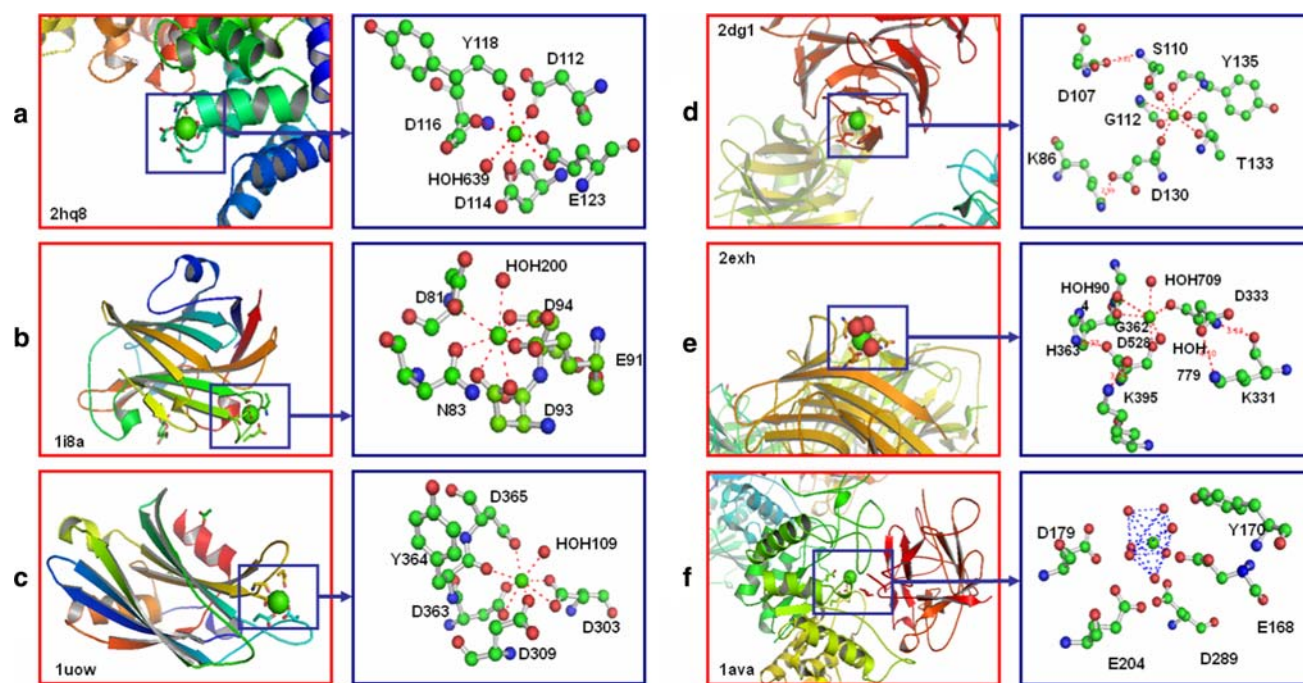 a
2hq8
Y118
D112
D116
HOH639
D114
E123
b
1i8a
HOH200
D81
D94
E91
N83
D93
c
1uow
D365
HOH109
Y364
D363
D303
D309
d
2dg1
S110
Y135
D107
G112
K86
T133
D130
e
2exh
HOH90
4
HOH709
D333
G362
D528
H363
HOH
779
K395
K331
f
1ava
D179
Y170
E168
E204
D289